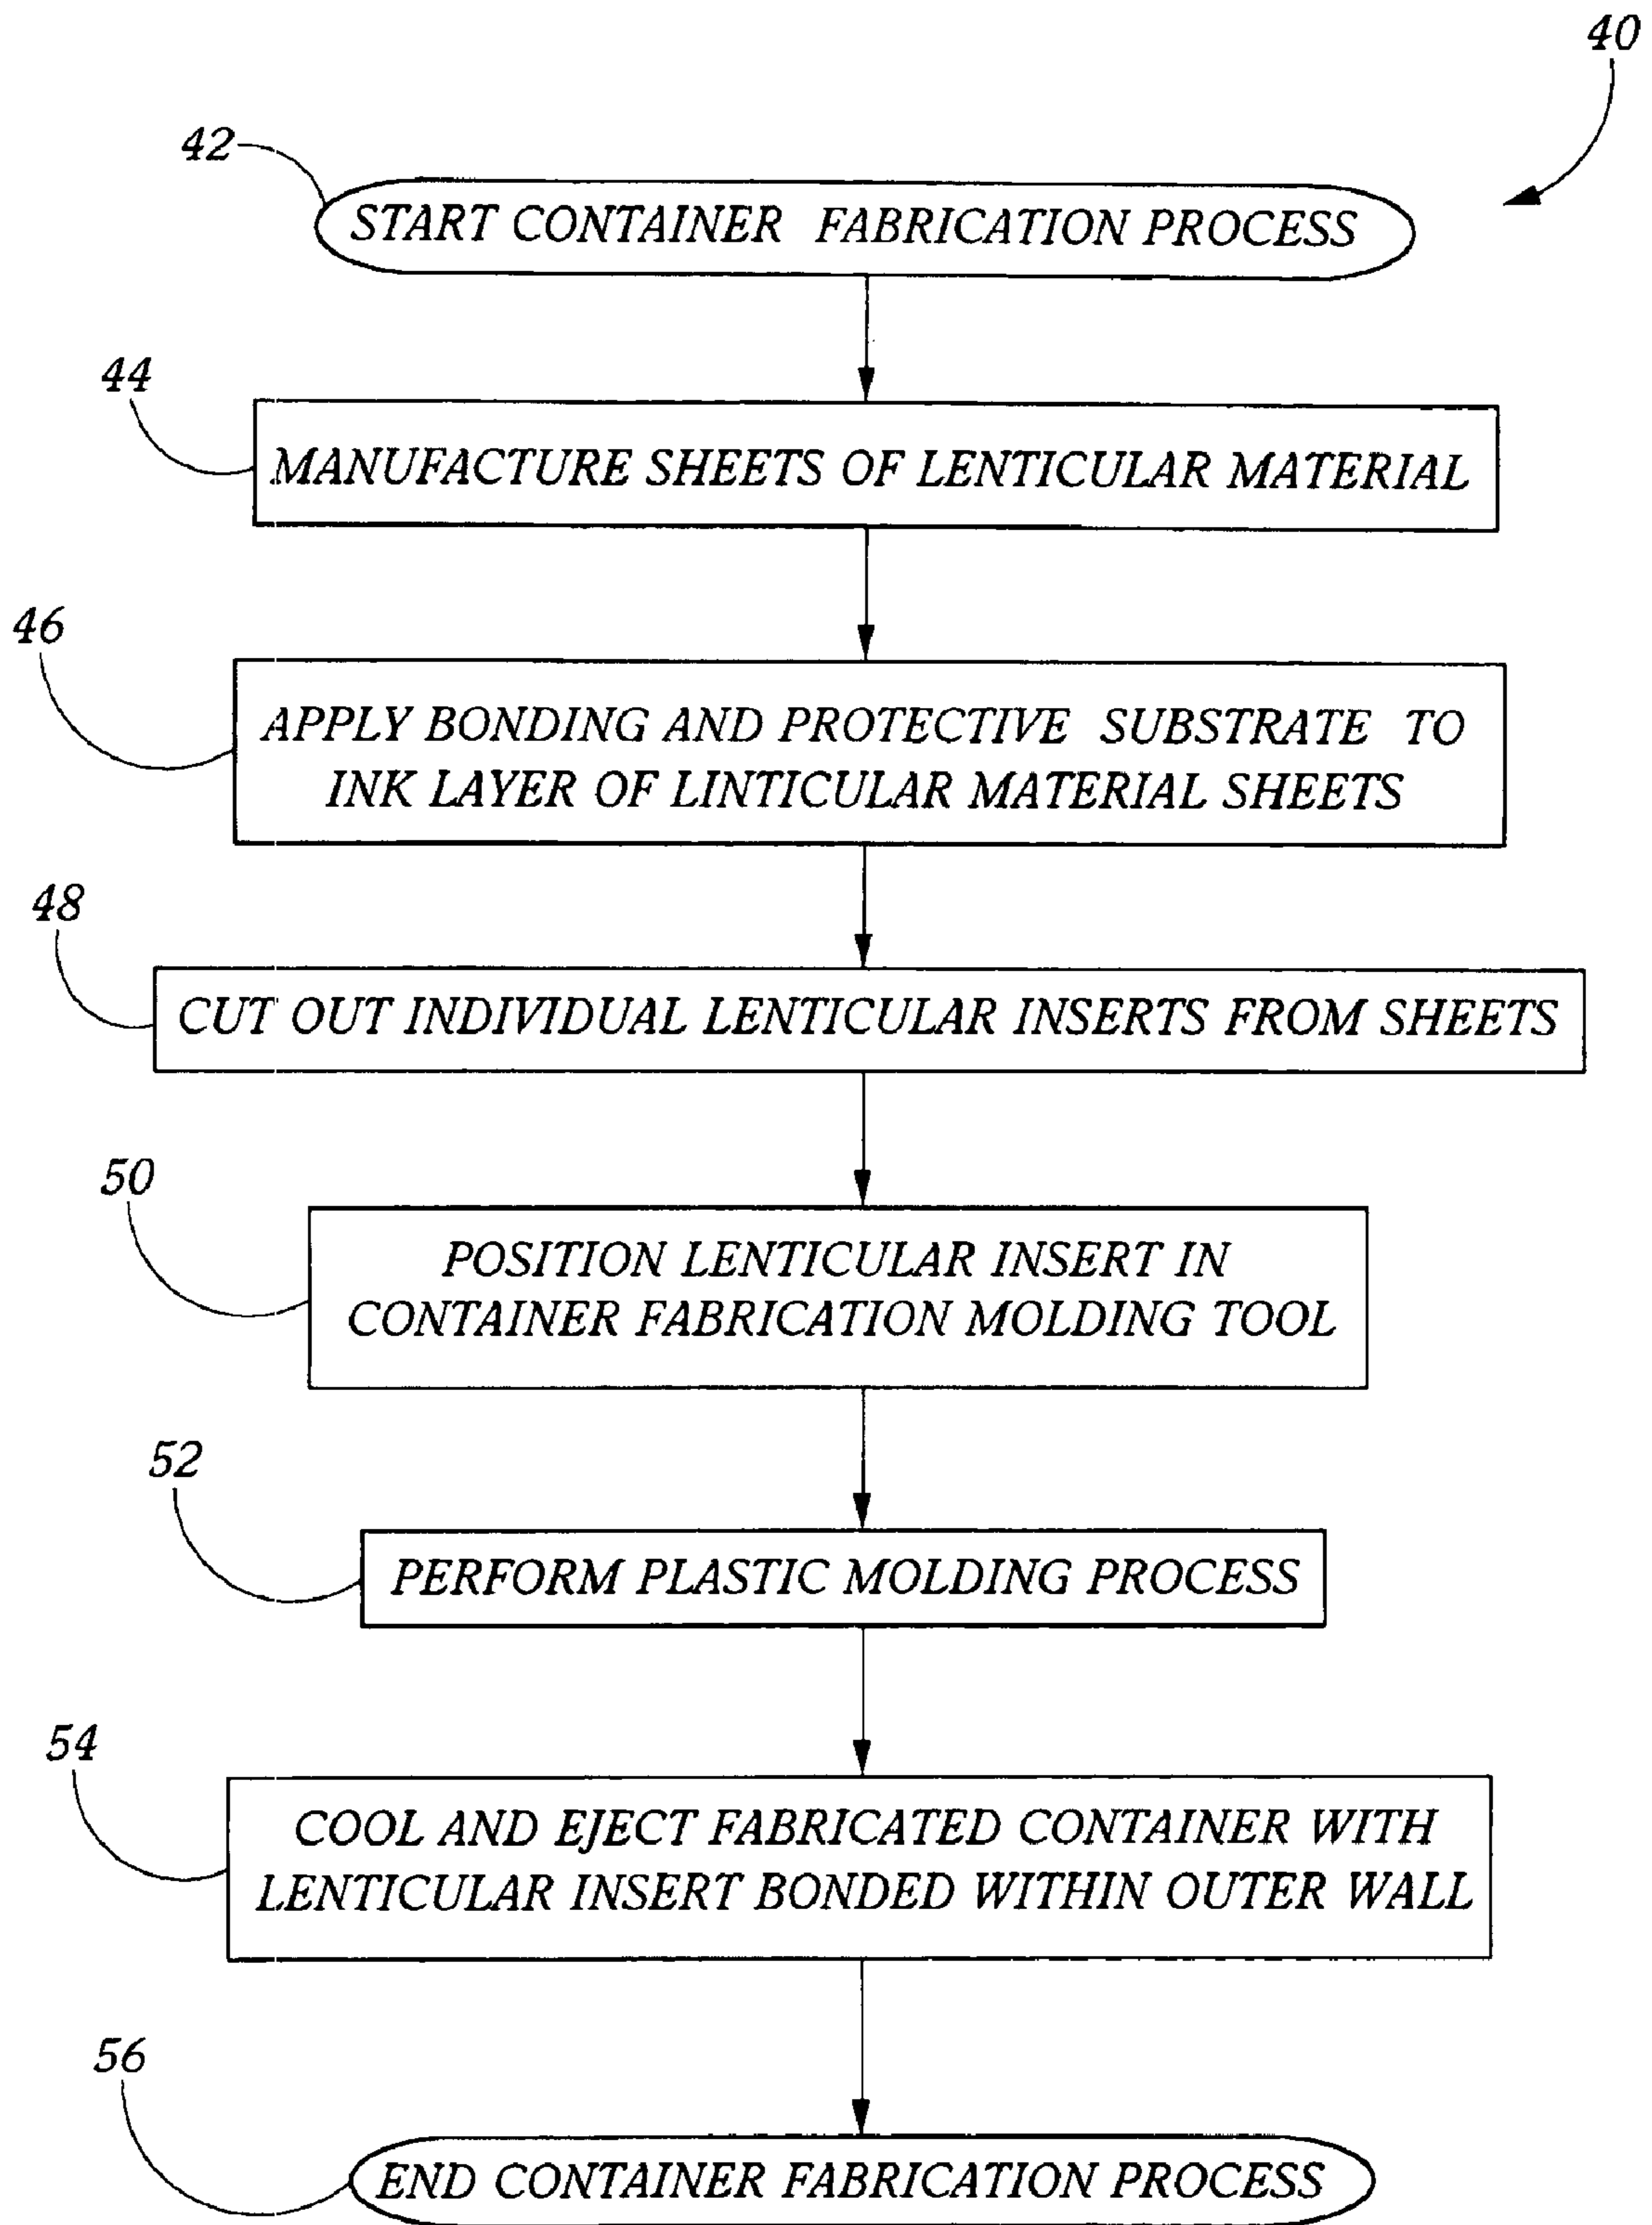 40
42
START CONTAINER FABRICATION PROCESS
44
MANUFACTURE SHEETS OF LENTICULAR MATERIAL
46
APPLY BONDING AND PROTECTIVE SUBSTRATE TO
INK LAYER OF LINTICULAR MATERIAL SHEETS
48
CUT OUT INDIVIDUAL LENTICULAR INSERTS FROM SHEETS
50
POSITION LENTICULAR INSERT IN
CONTAINER FABRICATION MOLDING TOOL
52
PERFORM PLASTIC MOLDING PROCESS
54
COOL AND EJECT FABRICATED CONTAINER WITH
LENTICULAR INSERT BONDED WITHIN OUTER WALL
56
END CONTAINER FABRICATION PROCESS